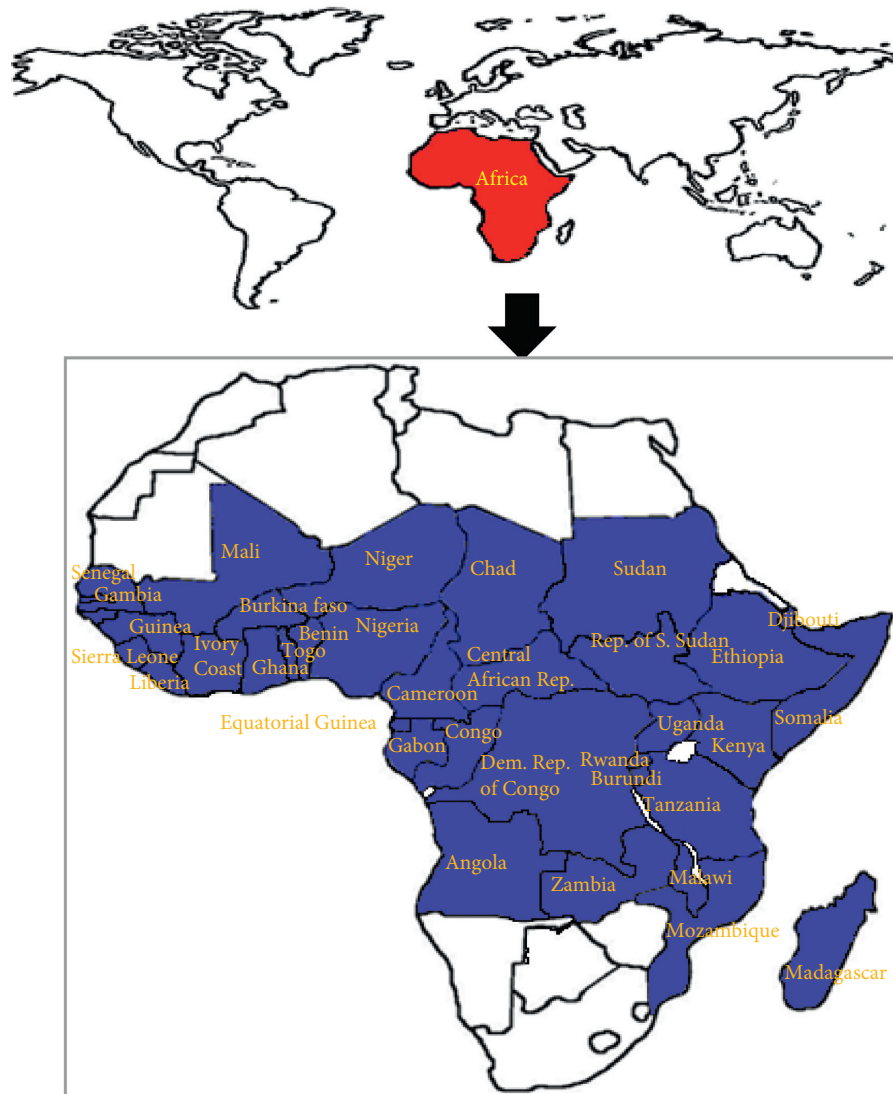 Africa
Mali
Niger
Chad
Sudan
Senegal
Gambia
Burkina faso
Djibouti
Guinea
Nigeria
Benin
Ivory
Coast
Togo
Rep. of S. Sudan
Ethiopia
Sierra Leone
Ghana
Central
African Rep.
Liberia
Cameroon
Equatorial Guinea
Uganda
Somalia
Congo
Gabon
Kenya
Dem. Rep.
of Congo
Rwanda
Burundi
Tanzania
Angola
Zambia
Malawi
Mozambique
Madagascar